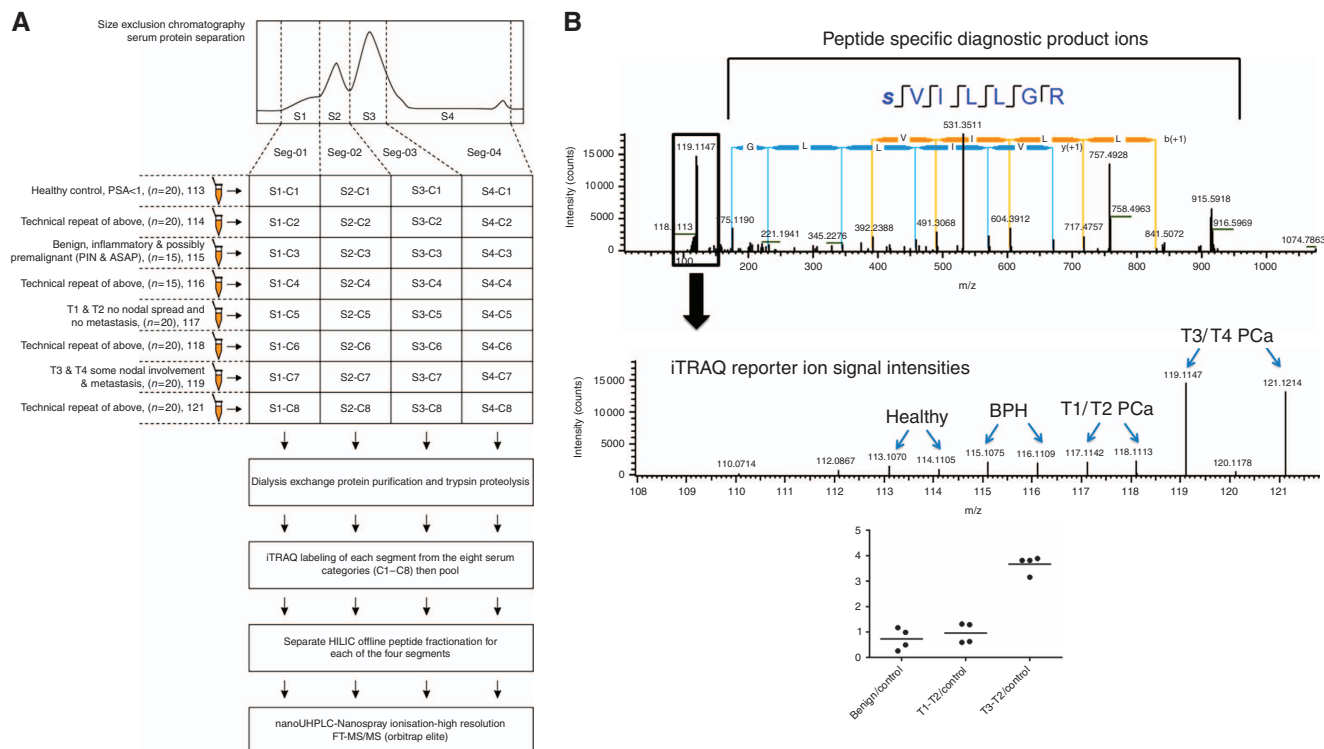 A
Size exclusion chromatography
serum protein separation
S1 S2 S3 S4
Seg-01 Seg-02 Seg-03 Seg-04
Healthy control, PSA<1, (n=20), 113
S1-C1 S2-C1 S3-C1 S4-C1
Technical repeat of above, (n=20), 114
S1-C2 S2-C2 S3-C2 S4-C2
Benign, inflammatory & possibly
premalignant (PIN & ASAP)
(n=15), 115
S1-C3 S2-C3 S3-C3 S4-C3
Technical repeat of above, (n=15), 116
S1-C4 S2-C4 S3-C4 S4-C4
T1 & T2 no nodal spread and
no metastasis, (n=20), 117
S1-C5 S2-C5 S3-C5 S4-C5
Technical repeat of above, (n=20), 118
S1-C6 S2-C6 S3-C6 S4-C6
T3 & T4 some nodal involvement
& metastasis, (n=20), 119
S1-C7 S2-C7 S3-C7 S4-C7
Technical repeat of above, (n=20), 121
S1-C8 S2-C8 S3-C8 S4-C8
Dialysis exchange protein purification and trypsin proteolysis
iTRAQ labeling of each segment from the eight serum
categories (C1–C8) then pool
Separate HILIC offline peptide fractionation for
each of the four segments
nanoUHPLC-Nanospray ionisation-high resolution
FT-MS/MS (orbitrap elite)
B
Peptide specific diagnostic product ions
sVILLGR
531.3511
V I L L b(+1)
G L L I V y(+1)
Intensity (counts)
15000
10000
5000
0
119.1147
118.1113
175.1190
221.1941
345.2276
392.2388
491.3068
604.3912
717.4757
757.4928
758.4963
841.5072
915.5918
916.5969
1074.7863
100 200 300 400 500 600 700 800 900 1000
m/z
iTRAQ reporter ion signal intensities
T3/T4 PCa
Healthy
BPH
T1/T2 PCa
Intensity (counts)
15000
10000
5000
0
110.0714
112.0867
113.1070
114.1105
115.1075
116.1109
117.1142
118.1113
119.1147
120.1178
121.1214
108 109 110 111 112 113 114 115 116 117 118 119 120 121
m/z
5
4
3
2
1
0
Benign/control
T1-T2/control
T3-T2/control